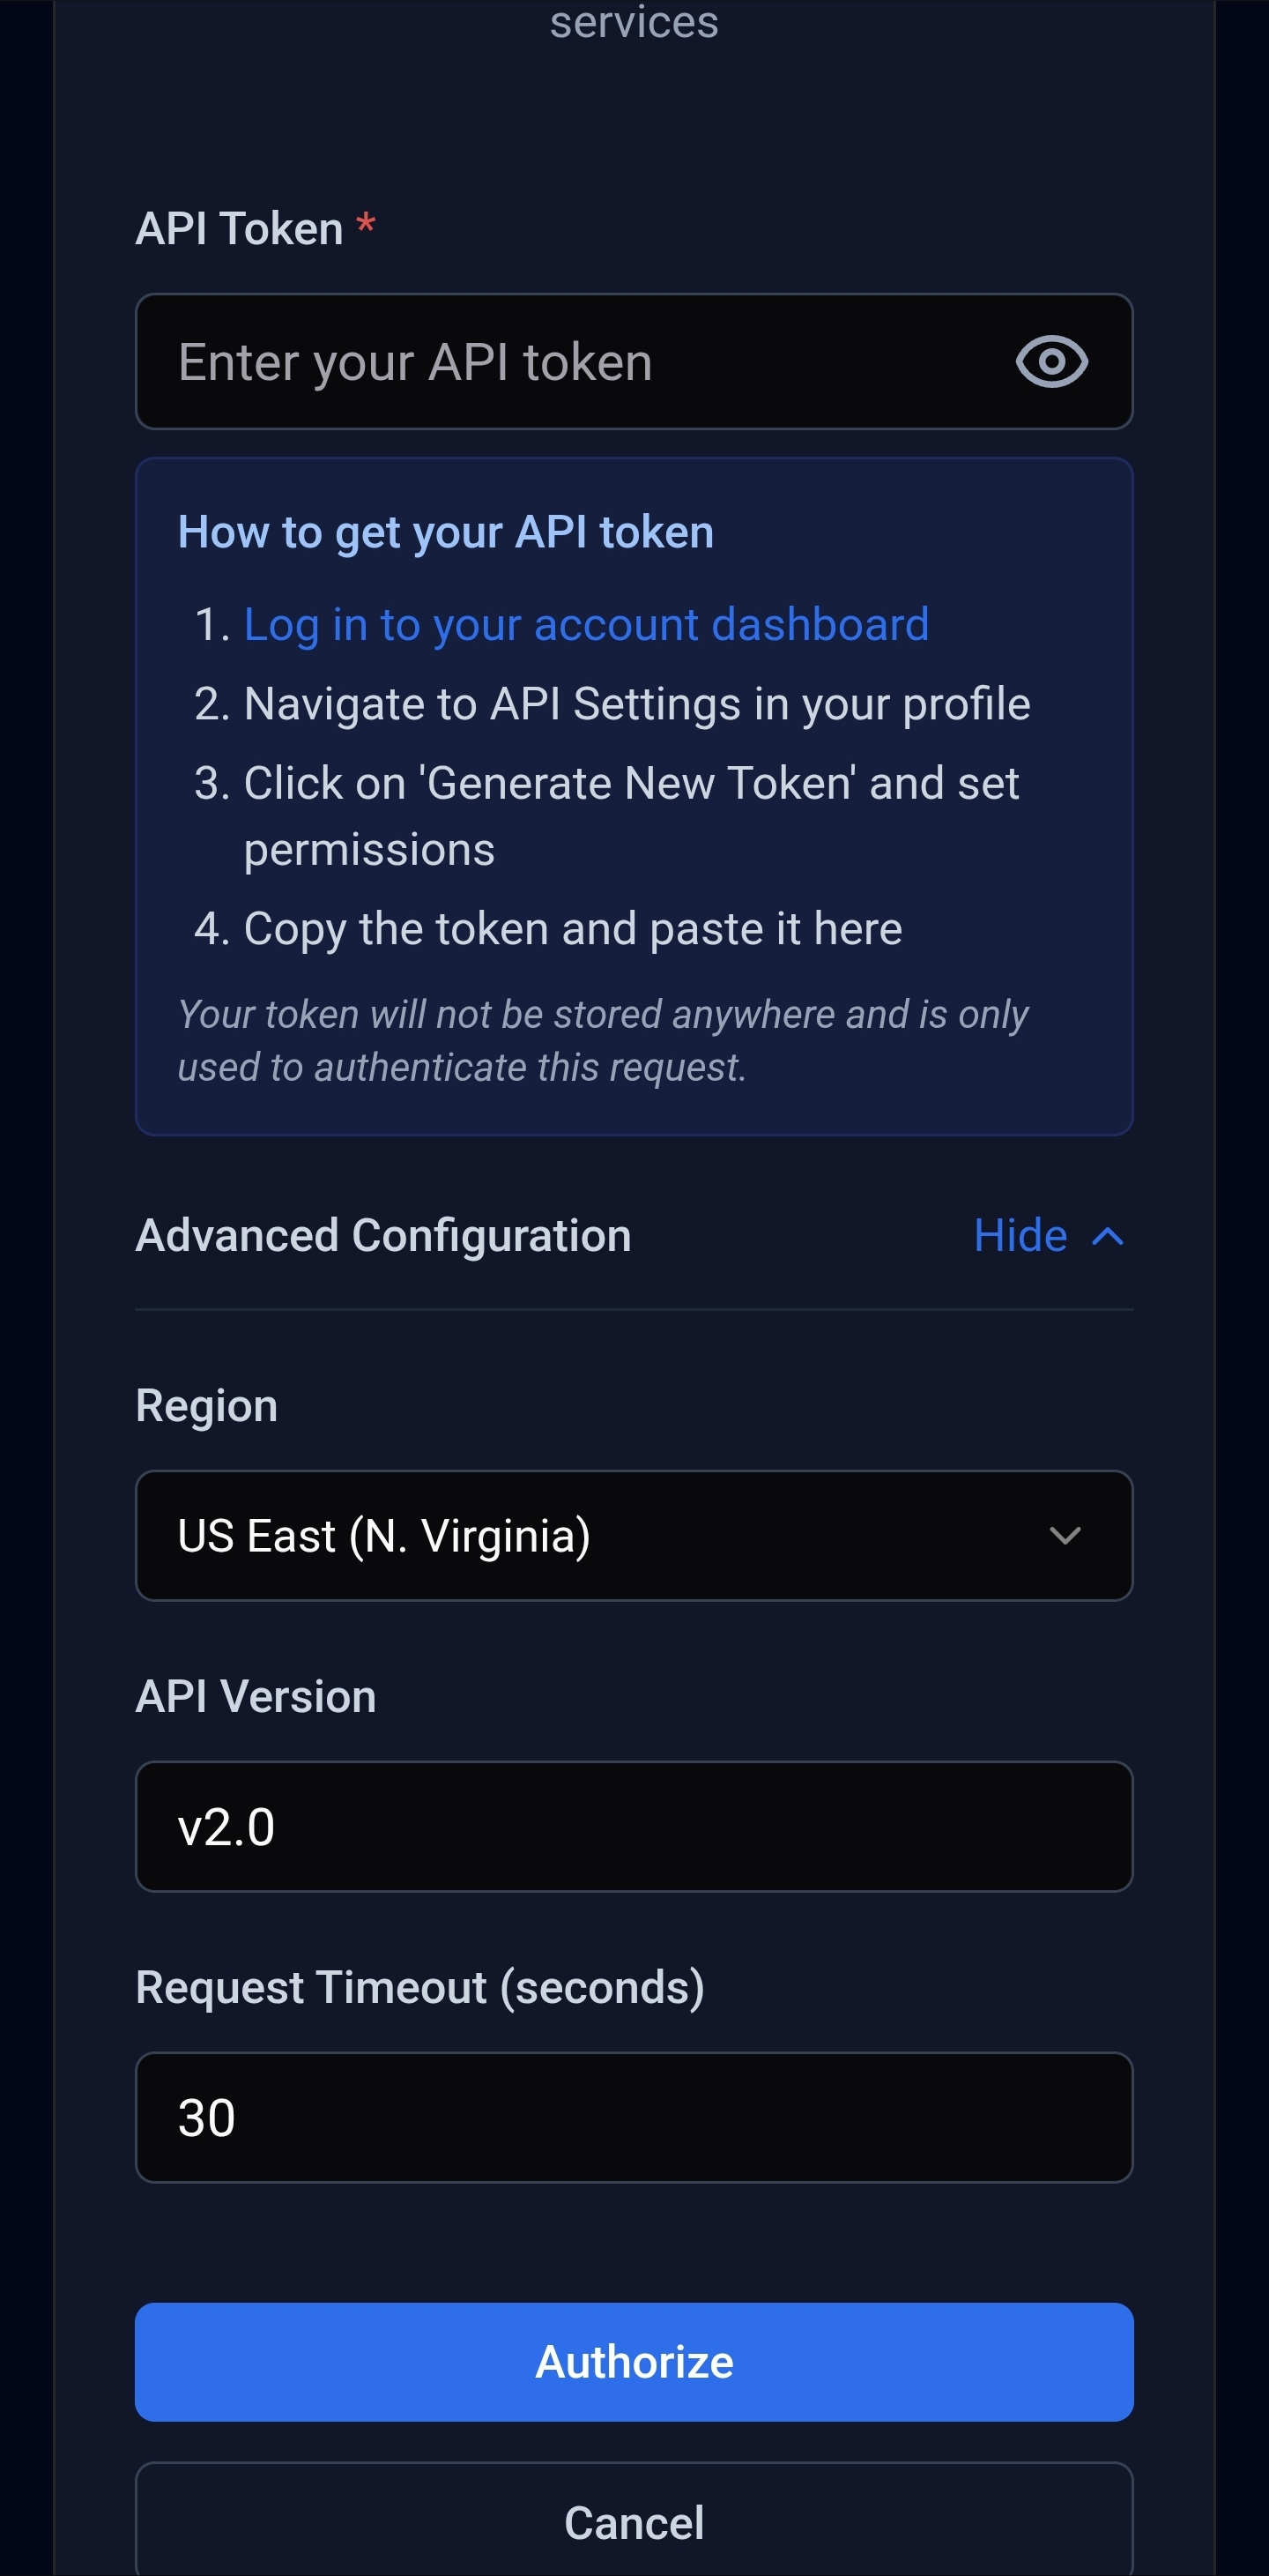 services
API Token *
Enter your API token
How to get your API token
1. Log in to your account dashboard
2. Navigate to API Settings in your profile
3. Click on 'Generate New Token' and set
permissions
4. Copy the token and paste it here
Your token will not be stored anywhere and is only
used to authenticate this request.
Advanced Configuration Hide
Region
US East (N. Virginia)
API Version
v2.0
Request Timeout (seconds)
30
Authorize
Cancel